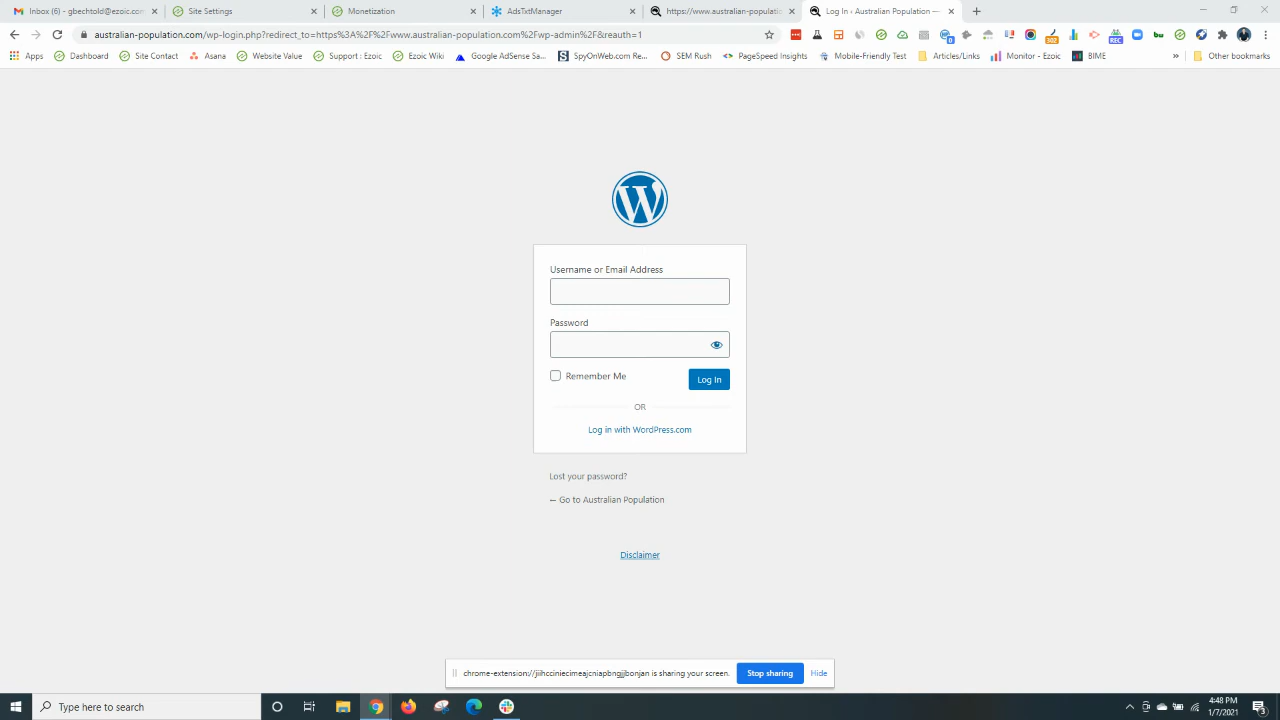 Inbox (6) - gbechtold@ezoic.com
Site Settings
Monetization
AdsTxtManager
https://www.australian-populatio
Log In ‹ Australian Population —
australian-population.com/wp-login.php?redirect_to=https%3A%2F%2Fwww.australian-population.com%2Fwp-admin%2F&reauth=1
0
302
REC
Apps
Dashboard
Site Contact
Asana
Website Value
Support : Ezoic
Ezoic Wiki
Google AdSense Sa...
SpyOnWeb.com Re...
SEM Rush
PageSpeed Insights
Mobile-Friendly Test
Articles/Links
Monitor - Ezoic
BIME
»
Other bookmarks
Username or Email Address
Password
Remember Me
Log In
OR
Log in with WordPress.com
Lost your password?
← Go to Australian Population
Disclaimer
is sharing your screen.
Stop sharing
Hide
Type here to search
4:48 PM
1/7/2021
3